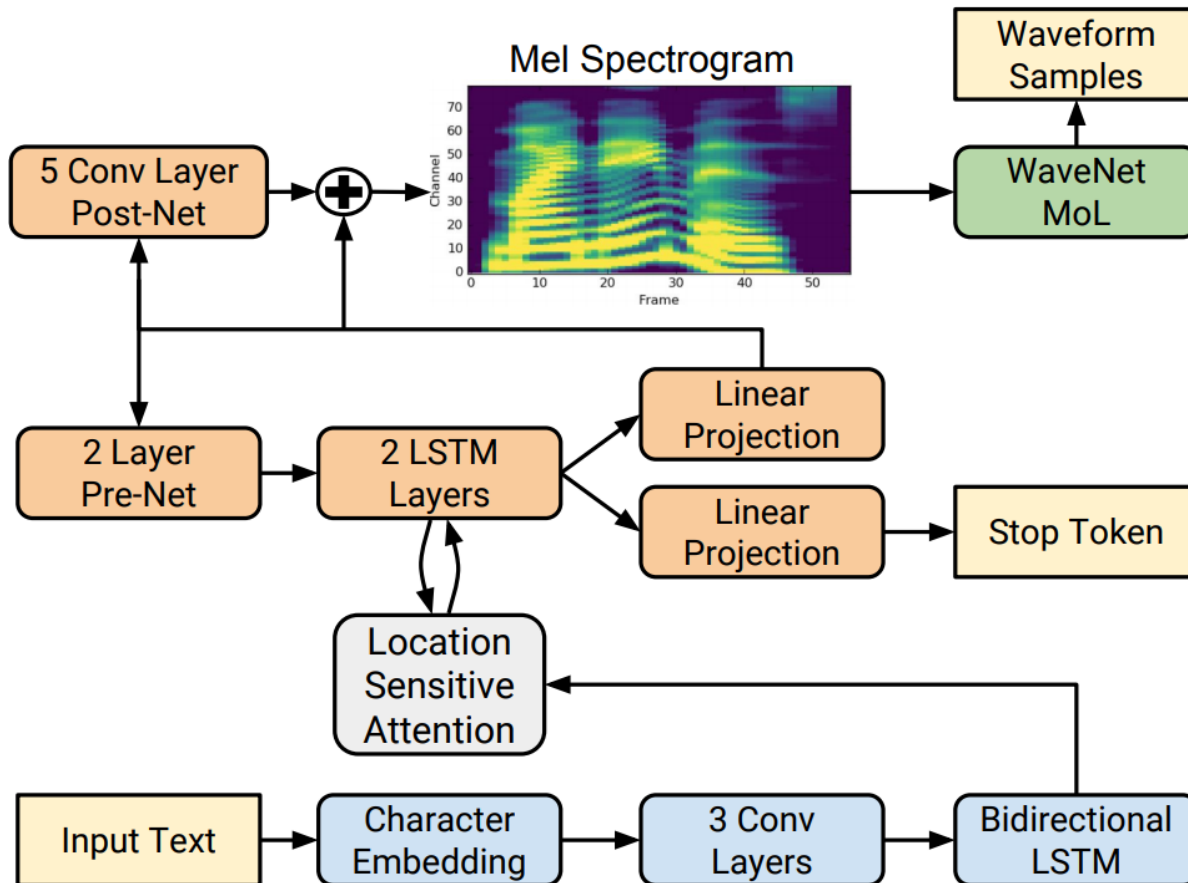 Mel Spectrogram
Waveform
Samples
5 Conv Layer
Post-Net
70
60
50
40
30
20
10
0
Channel
0 10 20 30 40 50
Frame
WaveNet
MoL
2 Layer
Pre-Net
2 LSTM
Layers
Linear
Projection
Linear
Projection
Stop Token
Location
Sensitive
Attention
Input Text
Character
Embedding
3 Conv
Layers
Bidirectional
LSTM